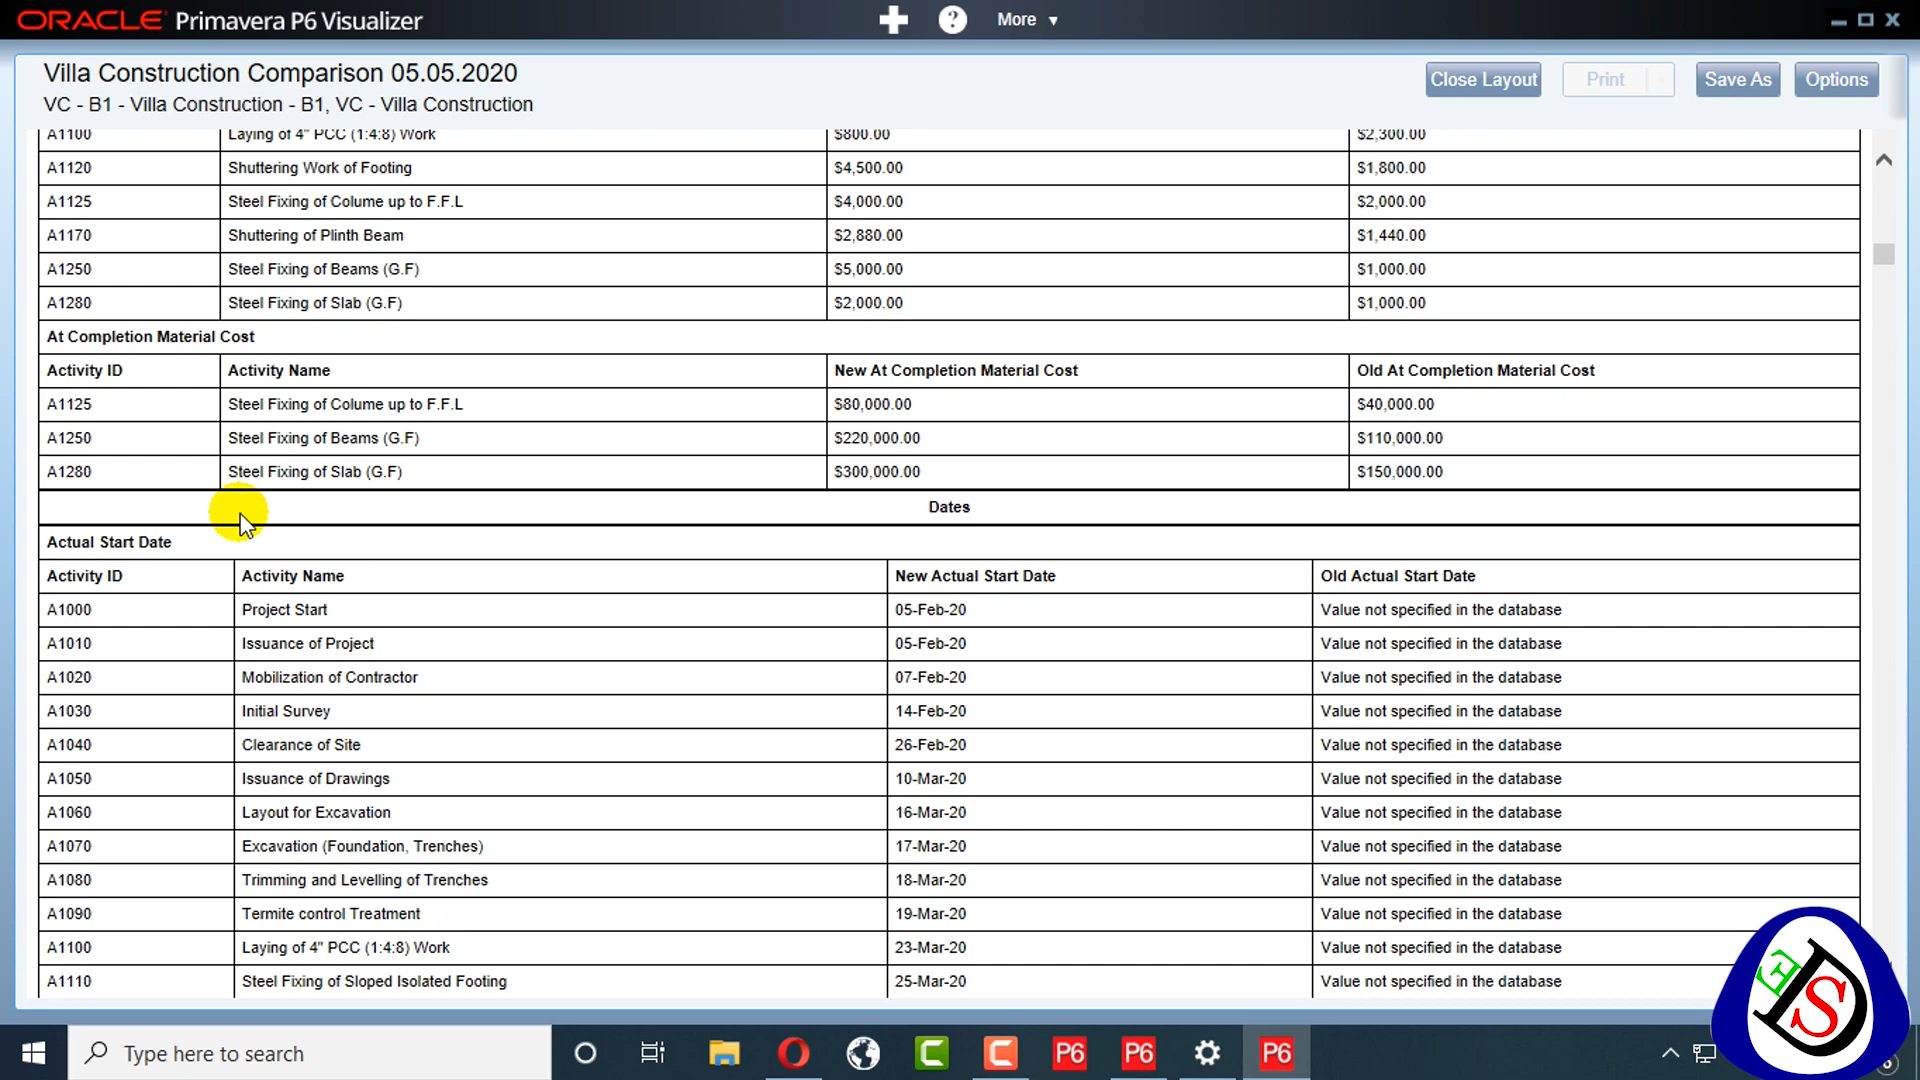 ORACLE Primavera P6 Visualizer
More
Villa Construction Comparison 05.05.2020
VC - B1 - Villa Construction - B1, VC - Villa Construction
Close Layout Print Save As Options
A1100 Laying of 4" PCC (1:4:8) Work $800.00 $2,300.00
A1120 Shuttering Work of Footing $4,500.00 $1,800.00
A1125 Steel Fixing of Colume up to F.F.L $4,000.00 $2,000.00
A1170 Shuttering of Plinth Beam $2,880.00 $1,440.00
A1250 Steel Fixing of Beams (G.F) $5,000.00 $1,000.00
A1280 Steel Fixing of Slab (G.F) $2,000.00 $1,000.00
At Completion Material Cost
Activity ID Activity Name New At Completion Material Cost Old At Completion Material Cost
A1125 Steel Fixing of Colume up to F.F.L $80,000.00 $40,000.00
A1250 Steel Fixing of Beams (G.F) $220,000.00 $110,000.00
A1280 Steel Fixing of Slab (G.F) $300,000.00 $150,000.00
Dates
Actual Start Date
Activity ID Activity Name New Actual Start Date Old Actual Start Date
A1000 Project Start 05-Feb-20 Value not specified in the database
A1010 Issuance of Project 05-Feb-20 Value not specified in the database
A1020 Mobilization of Contractor 07-Feb-20 Value not specified in the database
A1030 Initial Survey 14-Feb-20 Value not specified in the database
A1040 Clearance of Site 26-Feb-20 Value not specified in the database
A1050 Issuance of Drawings 10-Mar-20 Value not specified in the database
A1060 Layout for Excavation 16-Mar-20 Value not specified in the database
A1070 Excavation (Foundation, Trenches) 17-Mar-20 Value not specified in the database
A1080 Trimming and Levelling of Trenches 18-Mar-20 Value not specified in the database
A1090 Termite control Treatment 19-Mar-20 Value not specified in the database
A1100 Laying of 4" PCC (1:4:8) Work 23-Mar-20 Value not specified in the database
A1110 Steel Fixing of Sloped Isolated Footing 25-Mar-20 Value not specified in the database
E D S
Type here to search
P6 P6 P6